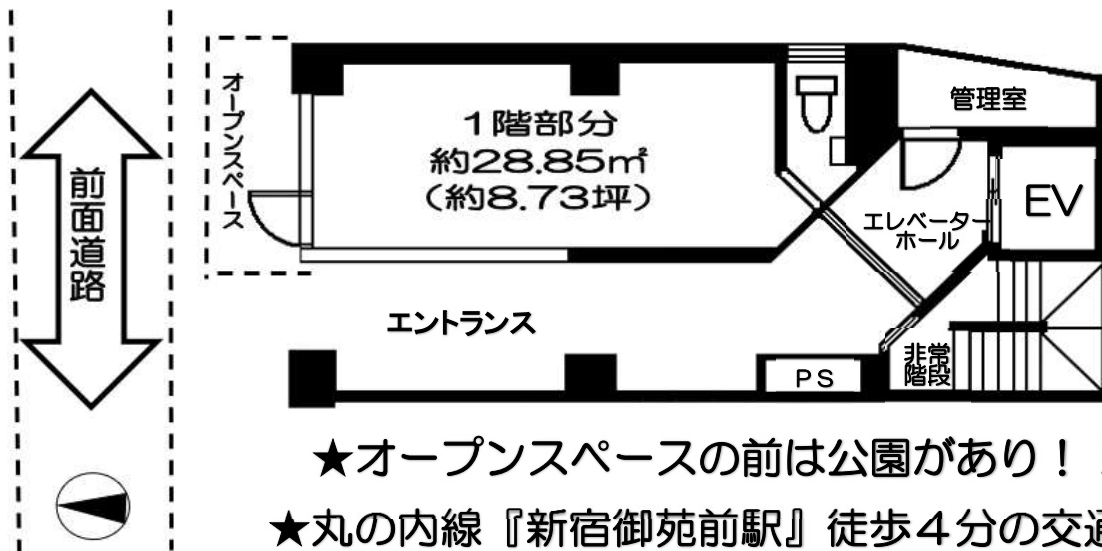 前面道路
オープンスペース
1階部分
約28.85㎡
(約8.73坪)
管理室
エレベーター
ホール
EV
エントランス
PS
非常
階段
★オープンスペースの前は公園があり！
★丸の内線『新宿御苑前駅』徒歩4分の交通